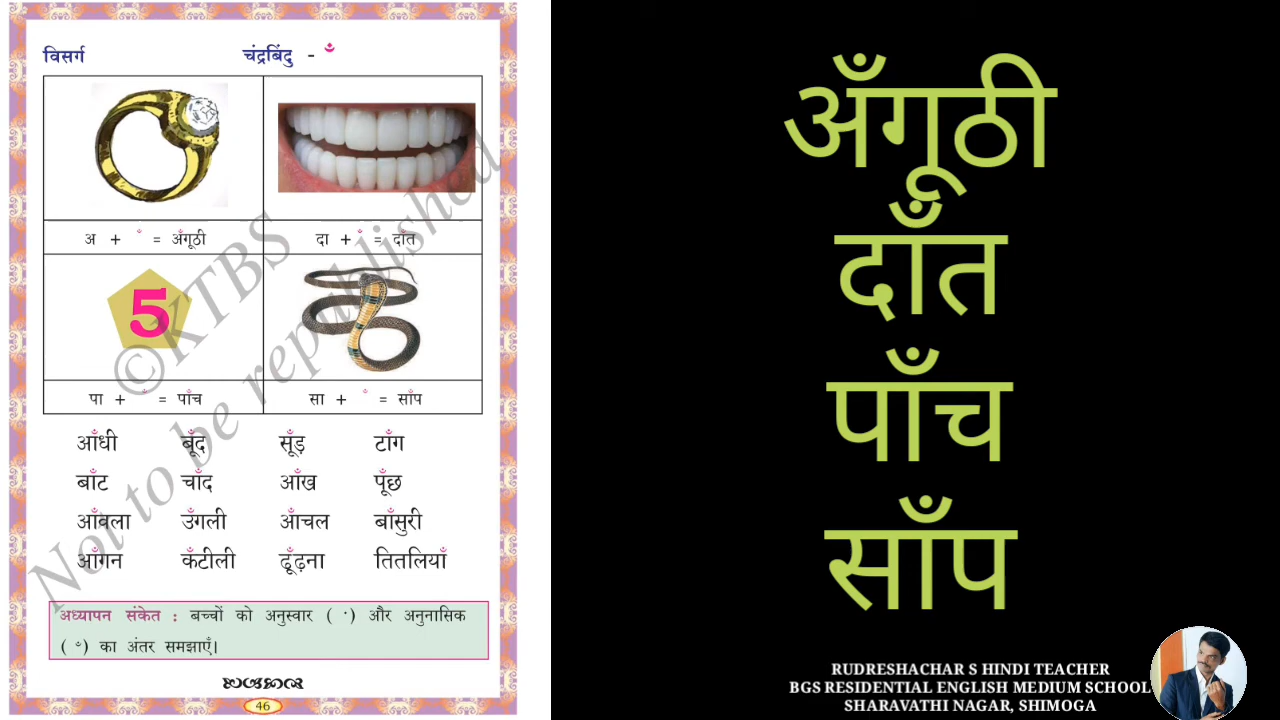 विसर्ग
चंद्रबिंदु - ँ
अ + ँ = अँगूठी
दा + ँ = दाँत
5
पा + ँ = पाँच
सा + ँ = साँप
आँधी बूँद सूँड़ टाँग
बाँट चाँद आँख पूँछ
आँवला उँगली आँचल बाँसुरी
आँगन कँटीली ढूँढ़ना तितलियाँ
अध्यापन संकेत : बच्चों को अनुस्वार ( ं ) और अनुनासिक
( ँ ) का अंतर समझाएँ।
46
©KTBS
Not to be republished
अँगूठी
दाँत
पाँच
साँप
RUDRESHACHAR S HINDI TEACHER
BGS RESIDENTIAL ENGLISH MEDIUM SCHOOL
SHARAVATHI NAGAR, SHIMOGA